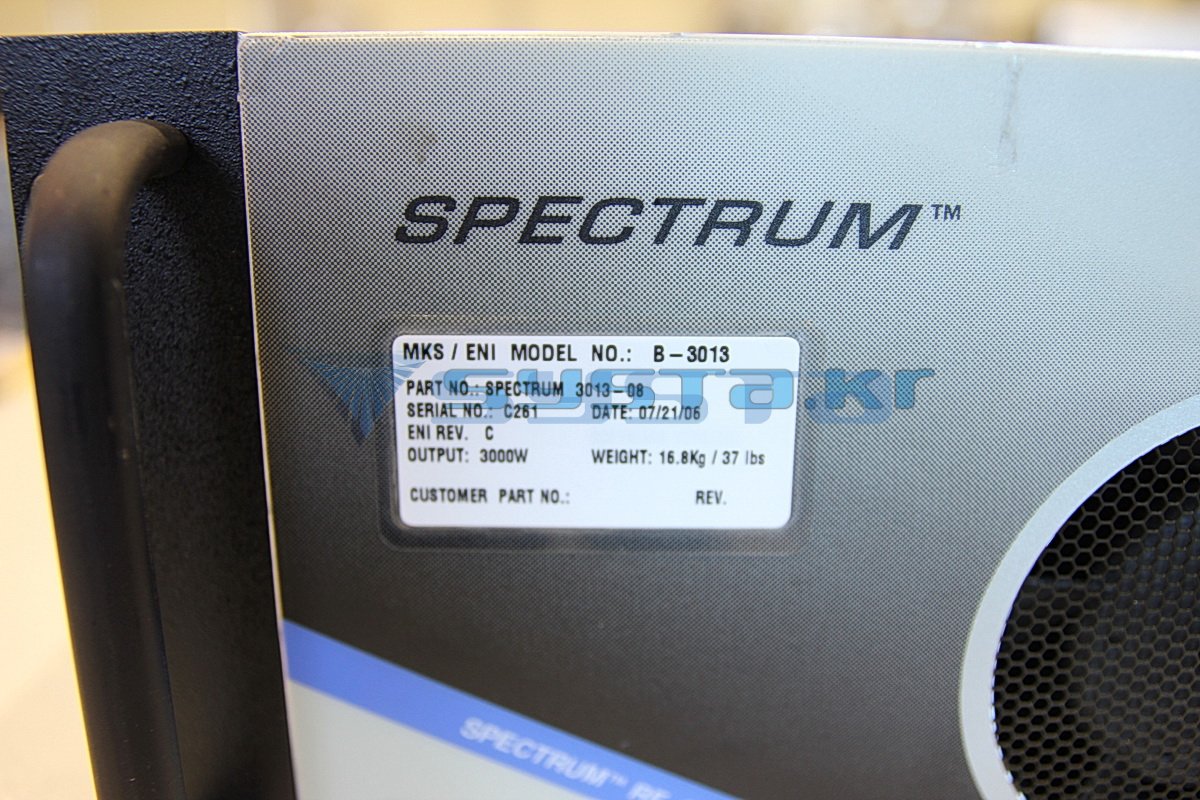 SPECTRUM™
MKS / ENI MODEL NO.: B-3013
PART NO.: SPECTRUM 3013-08
SERIAL NO.: C261 DATE: 07/21/06
ENI REV. C
OUTPUT: 3000W WEIGHT: 16.8Kg / 37 lbs
CUSTOMER PART NO.: REV.
systa.kr
SPECTRUM™ RF